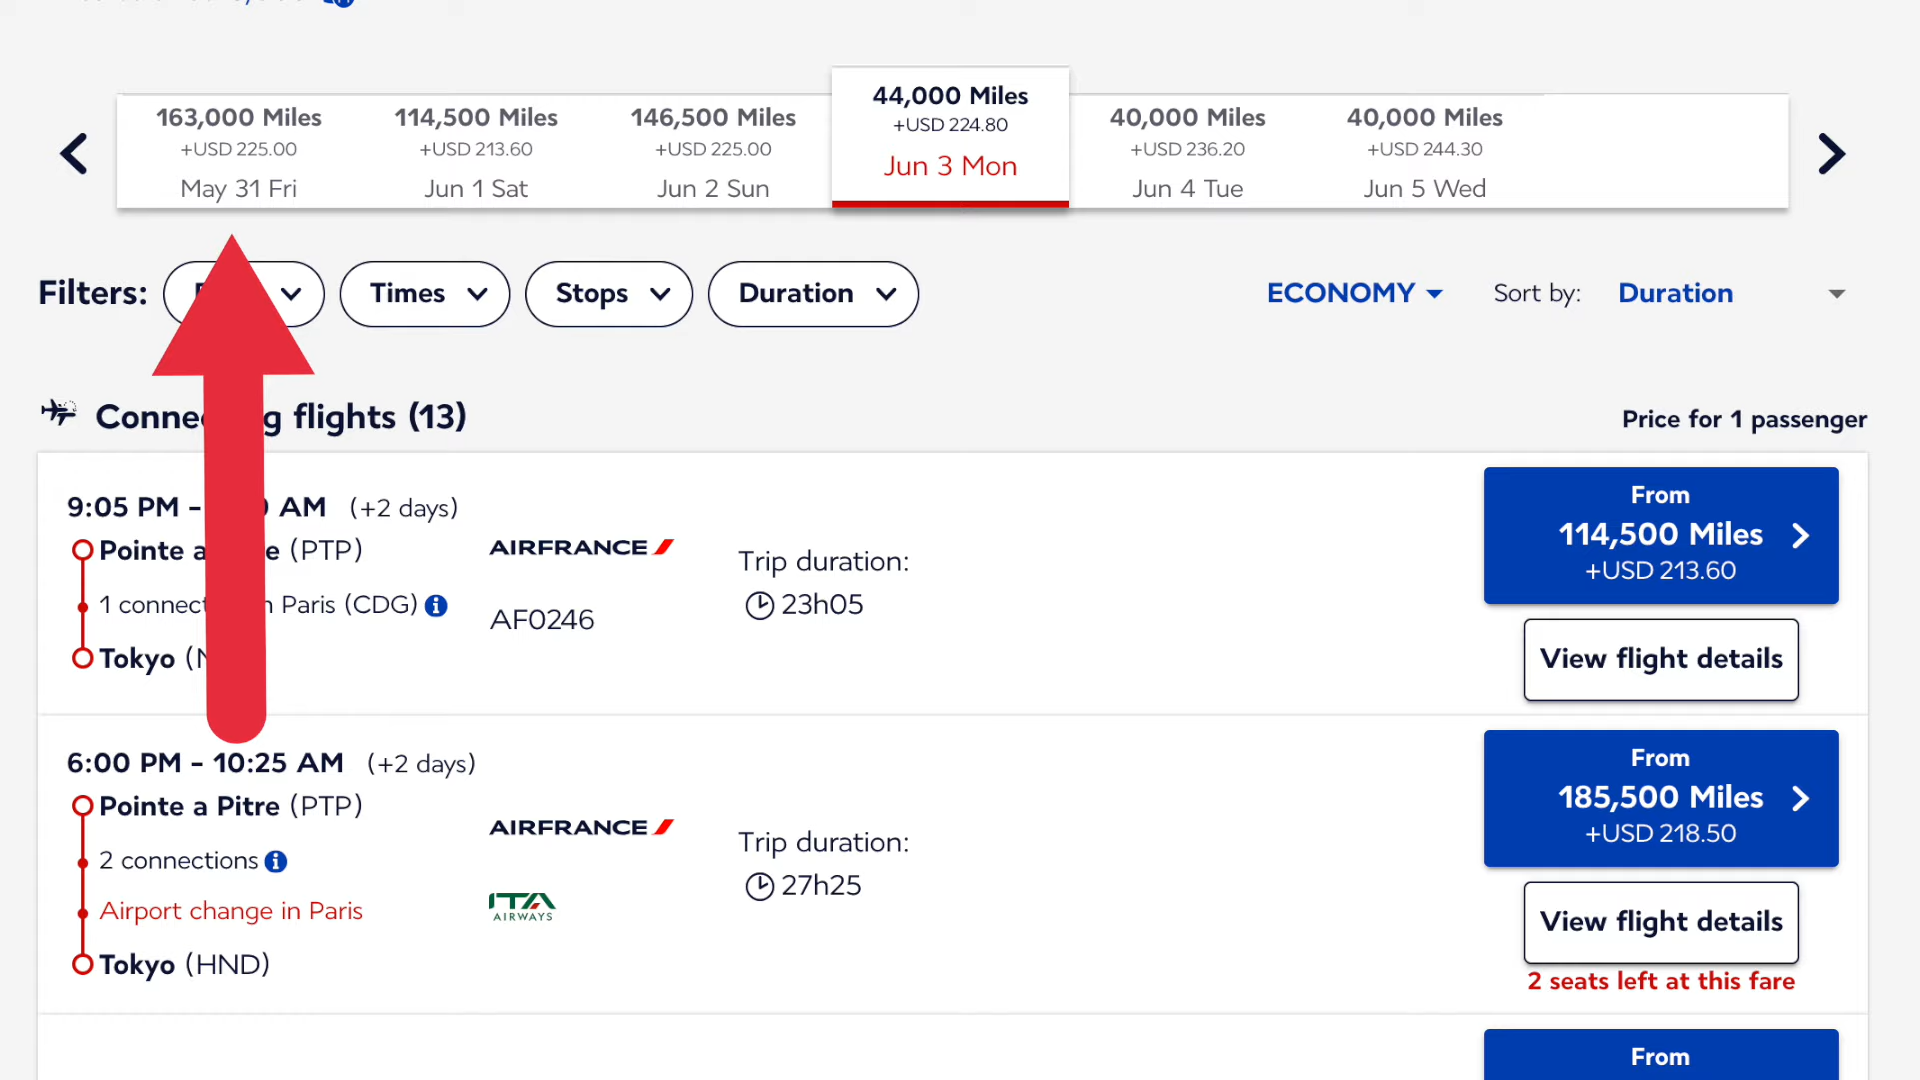 163,000 Miles
+USD 225.00
May 31 Fri
114,500 Miles
+USD 213.60
Jun 1 Sat
146,500 Miles
+USD 225.00
Jun 2 Sun
44,000 Miles
+USD 224.80
Jun 3 Mon
40,000 Miles
+USD 236.20
Jun 4 Tue
40,000 Miles
+USD 244.30
Jun 5 Wed
Filters:
Times
Stops
Duration
ECONOMY
Sort by:
Duration
flights (13)
Price for 1 passenger
9:05 PM - AM (+2 days)
Pointe (PTP)
1 Paris (CDG)
Tokyo
AIRFRANCE
AF0246
Trip duration:
23h05
From
114,500 Miles
+USD 213.60
View flight details
6:00 PM - 10:25 AM (+2 days)
Pointe a Pitre (PTP)
2 connections
Airport change in Paris
Tokyo (HND)
AIRFRANCE
ITA
AIRWAYS
Trip duration:
27h25
From
185,500 Miles
+USD 218.50
View flight details
2 seats left at this fare
From